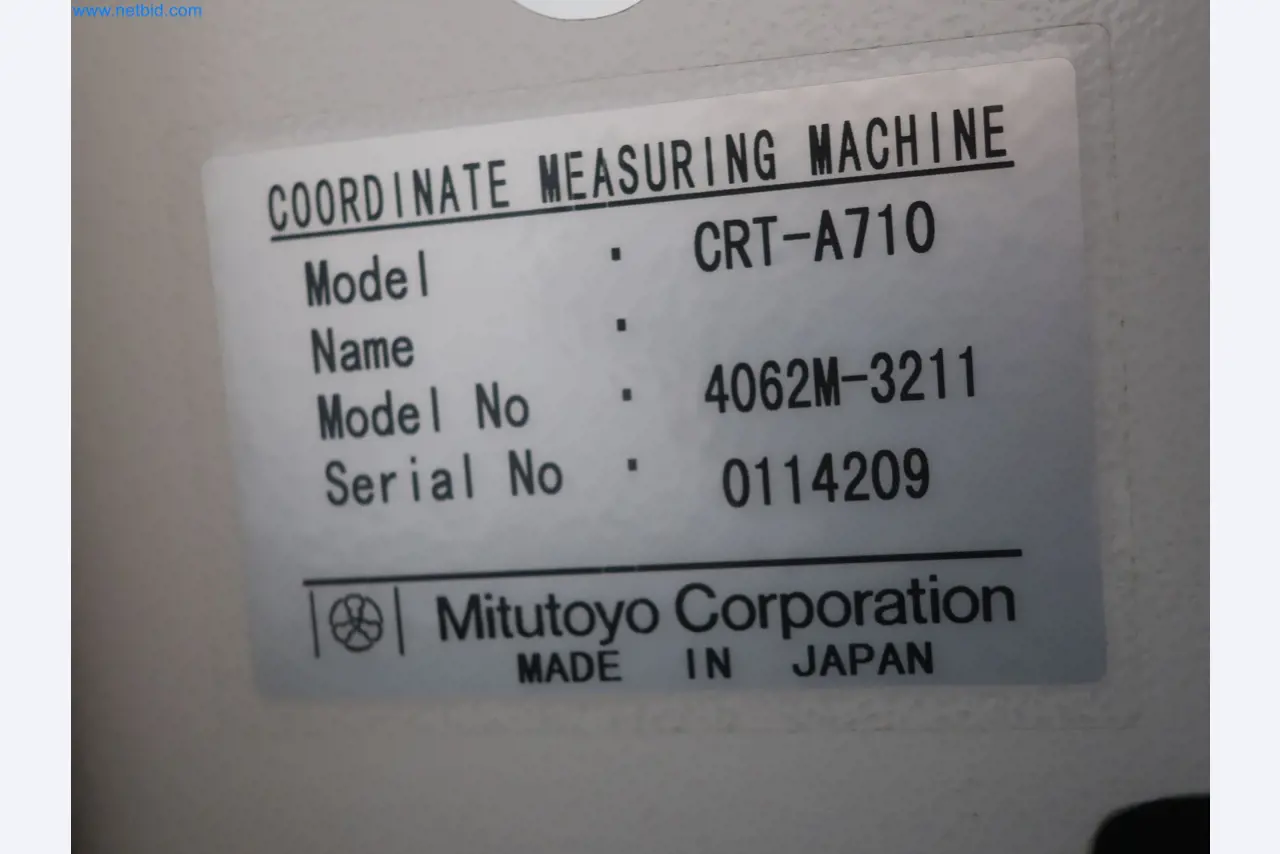 www.netbid.com
COORDINATE MEASURING MACHINE
Model : CRT-A710
Name :
Model No : 4062M-3211
Serial No : 0114209
Mitutoyo Corporation
MADE IN JAPAN